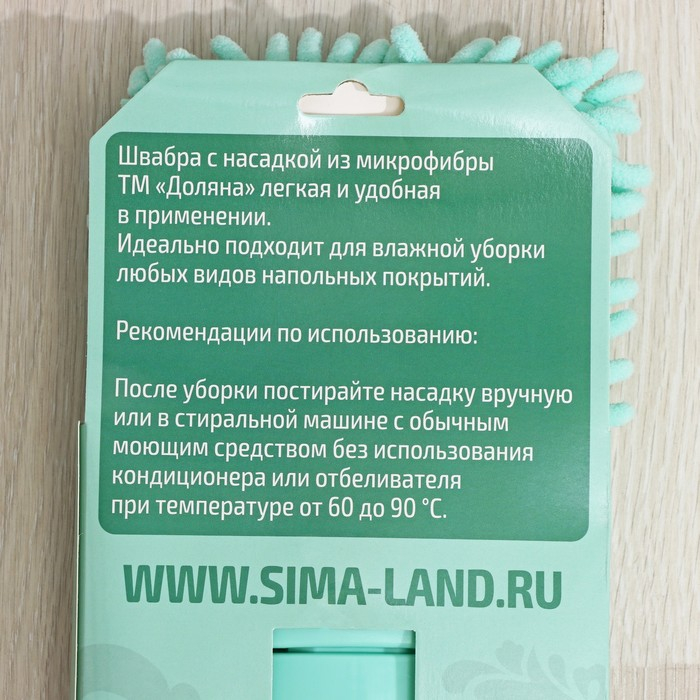 Швабра с насадкой из микрофибры
ТМ «Доляна» легкая и удобная
в применении.
Идеально подходит для влажной уборки
любых видов напольных покрытий.
Рекомендации по использованию:
После уборки постирайте насадку вручную
или в стиральной машине с обычным
моющим средством без использования
кондиционера или отбеливателя
при температуре от 60 до 90 °С.
WWW.SIMA-LAND.RU